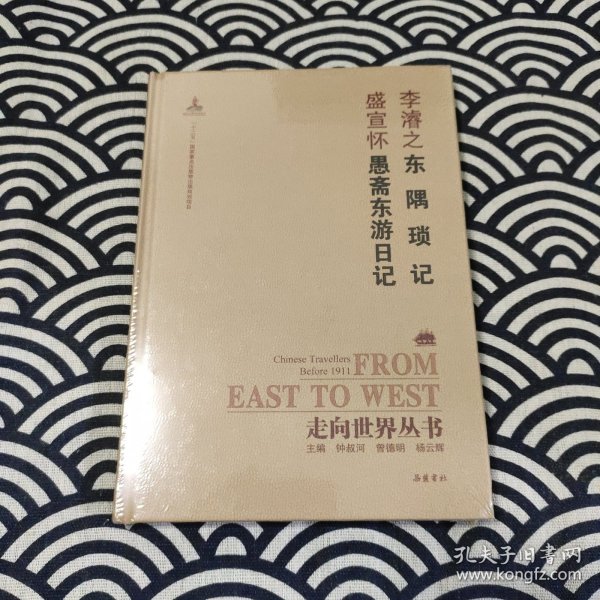 李濬之 东隅琐记
盛宣怀 愚斋东游日记
Chinese Travellers
Before 1911
FROM
EAST TO WEST
走向世界丛书
主编 钟叔河 曾德明 杨云辉
岳麓书社
孔夫子旧书网
www.kongfz.com